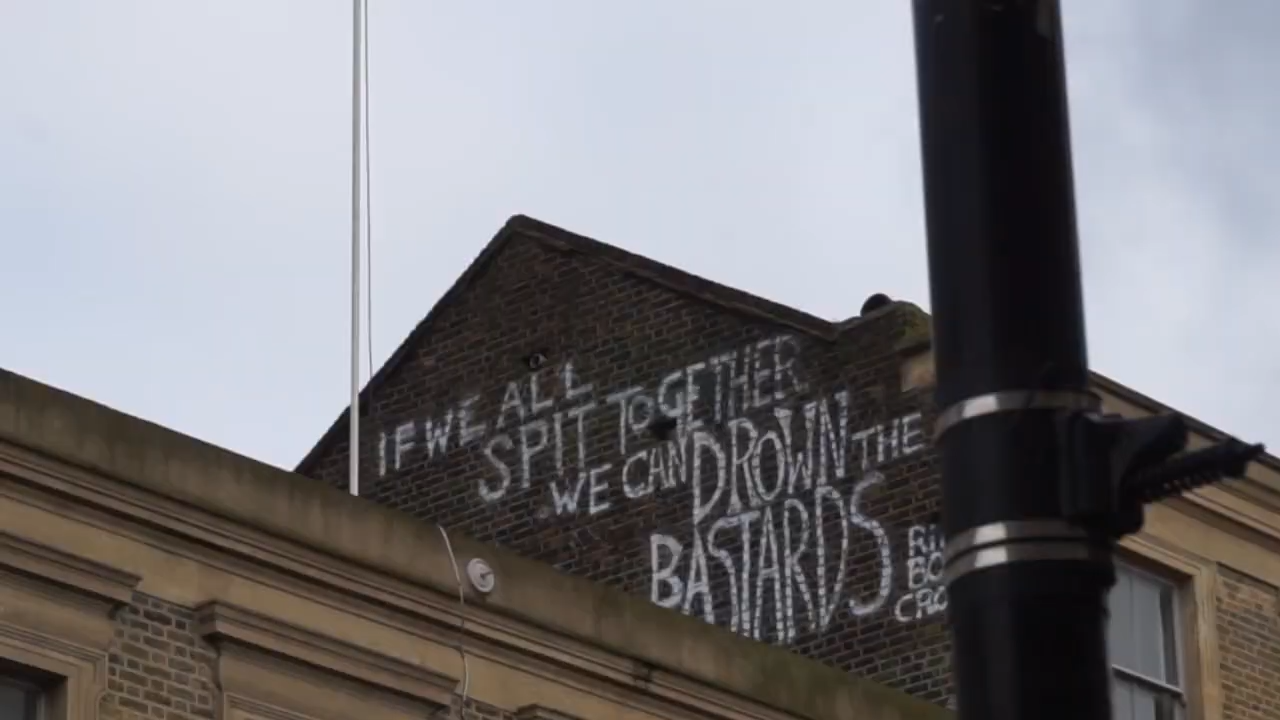 IF WE ALL
SPIT TOGETHER
WE CAN DROWN THE
BASTARDS